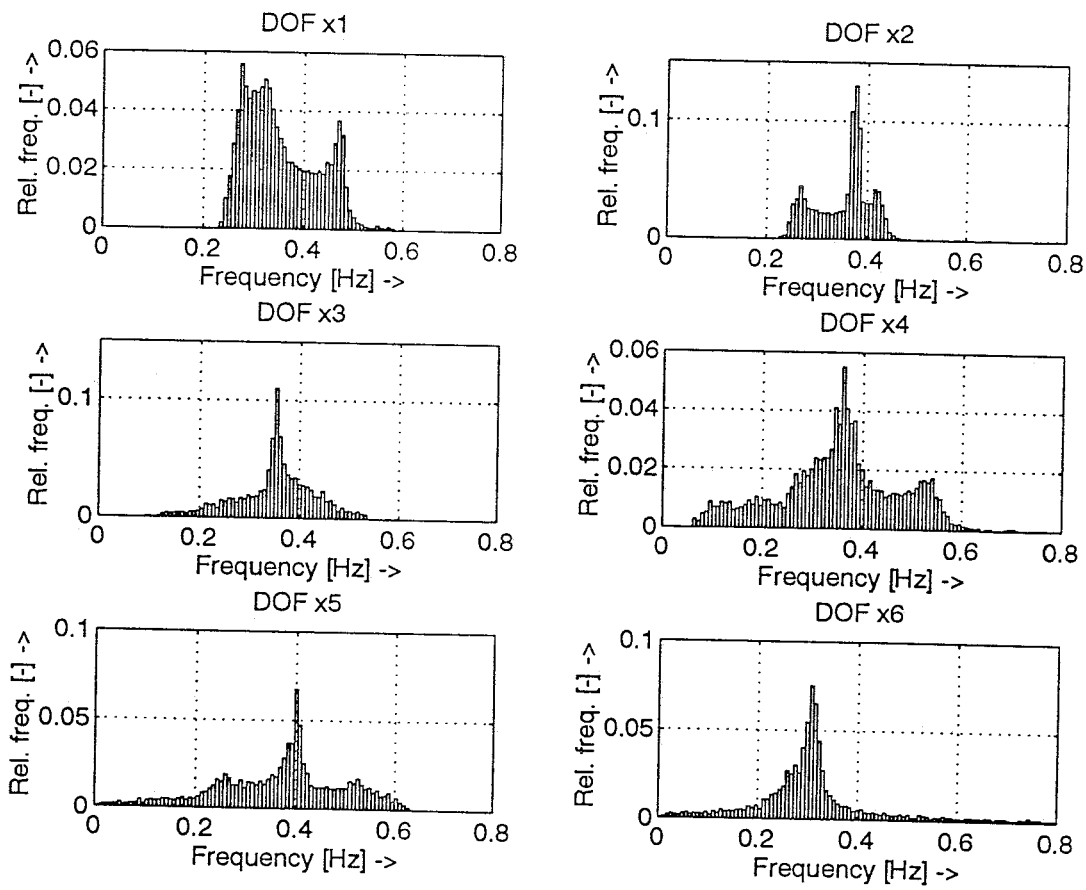 DOF x1
0.06
0.04
0.02
0
Rel. freq. [-] ->
0 0.2 0.4 0.6 0.8
Frequency [Hz] ->
DOF x2
0.1
0
Rel. freq. [-] ->
0 0.2 0.4 0.6 0.8
Frequency [Hz] ->
DOF x3
0.1
0
Rel. freq. [-] ->
0 0.2 0.4 0.6 0.8
Frequency [Hz] ->
DOF x4
0.06
0.04
0.02
0
Rel. freq. [-] ->
0 0.2 0.4 0.6 0.8
Frequency [Hz] ->
DOF x5
0.1
0.05
0
Rel. freq. [-] ->
0 0.2 0.4 0.6 0.8
Frequency [Hz] ->
DOF x6
0.1
0.05
0
Rel. freq. [-] ->
0 0.2 0.4 0.6 0.8
Frequency [Hz] ->